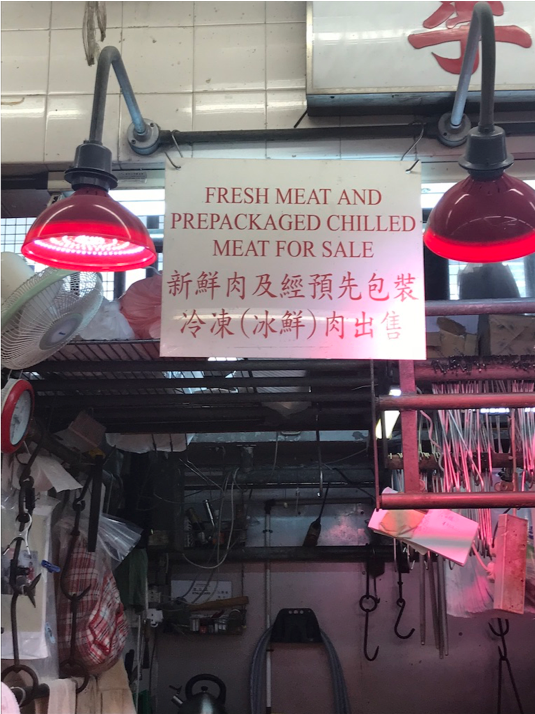 FRESH MEAT AND
PREPACKAGED CHILLED
MEAT FOR SALE
新鮮肉及經預先包裝
冷凍(冰鮮)肉出售